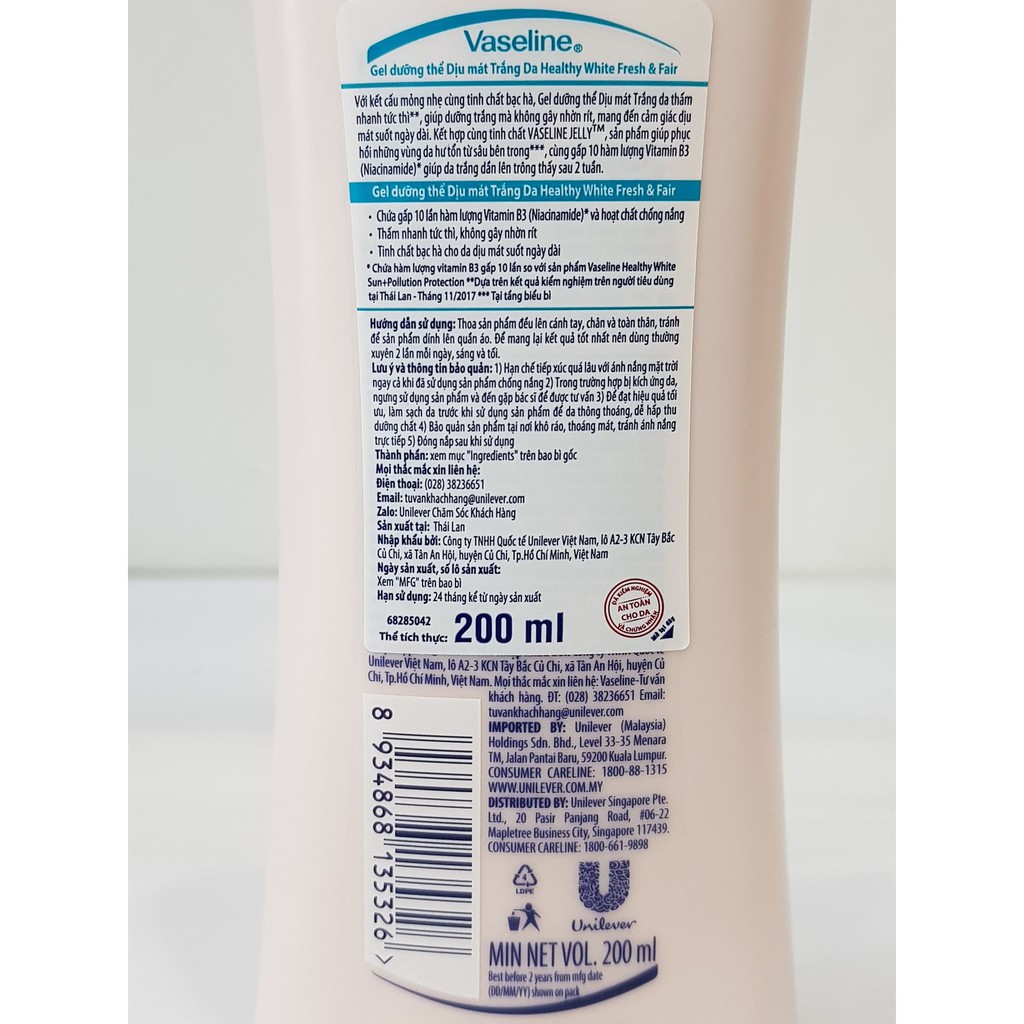 Vaseline®
Gel dưỡng thể Dịu mát Trắng Da Healthy White Fresh & Fair
Với kết cấu mỏng nhẹ cùng tinh chất bạc hà, Gel dưỡng thể Dịu mát Trắng da thấm
nhanh tức thì**, giúp dưỡng trắng mà không gây nhờn rít, mang đến cảm giác dịu
mát suốt ngày dài. Kết hợp cùng tinh chất VASELINE JELLY™, sản phẩm giúp phục
hồi những vùng da hư tổn từ sâu bên trong***, cùng gấp 10 hàm lượng Vitamin B3
(Niacinamide)* giúp da trắng dần lên trông thấy sau 2 tuần.
Gel dưỡng thể Dịu mát Trắng Da Healthy White Fresh & Fair
• Chứa gấp 10 lần hàm lượng Vitamin B3 (Niacinamide)* và hoạt chất chống nắng
• Thấm nhanh tức thì, không gây nhờn rít
• Tinh chất bạc hà cho da dịu mát suốt ngày dài
* Chứa hàm lượng vitamin B3 gấp 10 lần so với sản phẩm Vaseline Healthy White
Sun+Pollution Protection **Dựa trên kết quả kiểm nghiệm trên người tiêu dùng
tại Thái Lan - Tháng 11/2017 *** Tại tầng biểu bì
Hướng dẫn sử dụng: Thoa sản phẩm đều lên cánh tay, chân và toàn thân, tránh
để sản phẩm dính lên quần áo. Để mang lại kết quả tốt nhất nên dùng thường
xuyên 2 lần mỗi ngày, sáng và tối.
Lưu ý và thông tin bảo quản: 1) Hạn chế tiếp xúc quá lâu với ánh nắng mặt trời
ngay cả khi đã sử dụng sản phẩm chống nắng 2) Trong trường hợp bị kích ứng da,
ngưng sử dụng sản phẩm và đến gặp bác sĩ để được tư vấn 3) Để đạt hiệu quả tối
ưu, làm sạch da trước khi sử dụng sản phẩm để da thông thoáng, dễ hấp thu
dưỡng chất 4) Bảo quản sản phẩm tại nơi khô ráo, thoáng mát, tránh ánh nắng
trực tiếp 5) Đóng nắp sau khi sử dụng
Thành phần: xem mục "Ingredients" trên bao bì gốc
Mọi thắc mắc xin liên hệ:
Điện thoại: (028) 38236651
Email: tuvankhachhang@unilever.com
Zalo: Unilever Chăm Sóc Khách Hàng
Sản xuất tại: Thái Lan
Nhập khẩu bởi: Công ty TNHH Quốc tế Unilever Việt Nam, lô A2-3 KCN Tây Bắc
Củ Chi, xã Tân An Hội, huyện Củ Chi, Tp.Hồ Chí Minh, Việt Nam
Ngày sản xuất, số lô sản xuất:
Xem "MFG" trên bao bì
Hạn sử dụng: 24 tháng kể từ ngày sản xuất
ĐÃ KIỂM NGHIỆM
AN TOÀN
CHO DA
VÀ CHỨNG NHẬN
68285042
Thể tích thực: 200 ml
Mở tại đây
Unilever Việt Nam, lô A2-3 KCN Tây Bắc Củ Chi, xã Tân An Hội, huyện Củ
Chi, Tp.Hồ Chí Minh, Việt Nam. Mọi thắc mắc xin liên hệ: Vaseline-Tư vấn
khách hàng. ĐT: (028) 38236651 Email:
tuvankhachhang@unilever.com
IMPORTED BY: Unilever (Malaysia)
Holdings Sdn. Bhd., Level 33-35 Menara
TM, Jalan Pantai Baru, 59200 Kuala Lumpur.
CONSUMER CARELINE: 1800-88-1315
WWW.UNILEVER.COM.MY
DISTRIBUTED BY: Unilever Singapore Pte.
Ltd., 20 Pasir Panjang Road, #06-22
Mapletree Business City, Singapore 117439.
CONSUMER CARELINE: 1800-661-9898
8 934868 135326 >
4
LDPE
Unilever
MIN NET VOL. 200 ml
Best before 2 years from mfg date
(DD/MM/YY) shown on pack